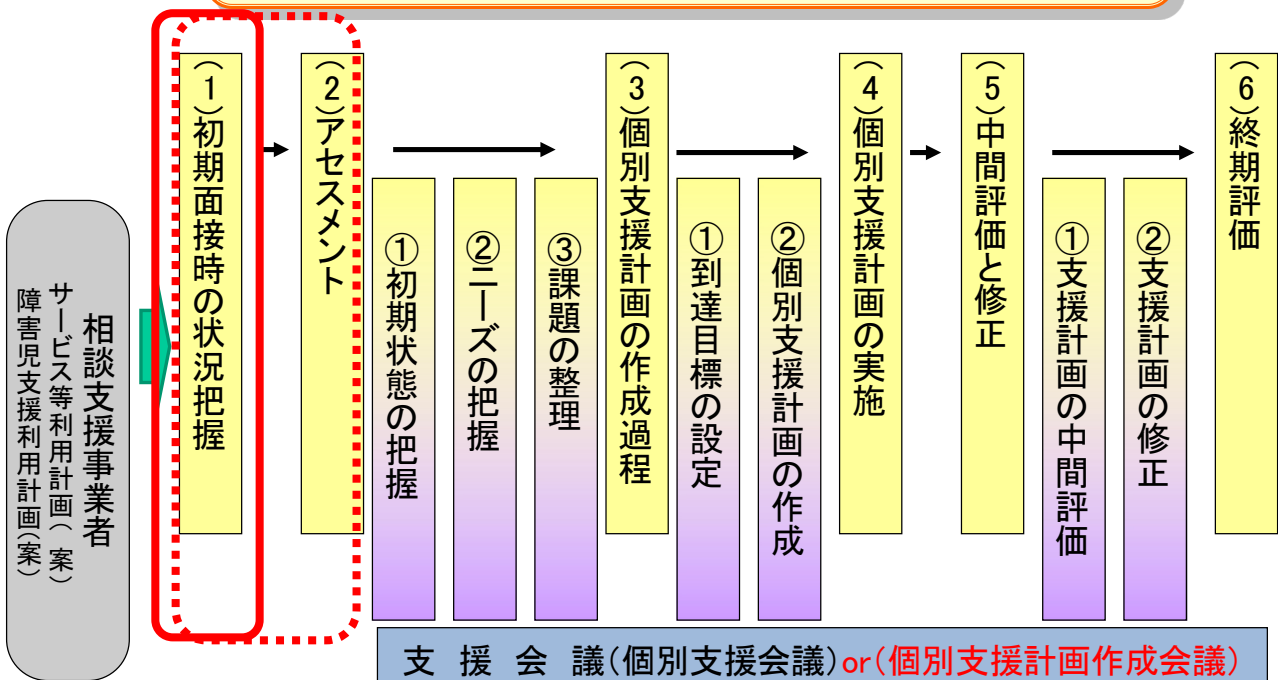 相談支援事業者
サービス等利用計画(案)
障害児支援利用計画(案)
(1)初期面接時の状況把握
(2)アセスメント
①初期状態の把握
②ニーズの把握
③課題の整理
(3)個別支援計画の作成過程
①到達目標の設定
②個別支援計画の作成
(4)個別支援計画の実施
(5)中間評価と修正
①支援計画の中間評価
②支援計画の修正
(6)終期評価
支 援 会 議(個別支援会議)or(個別支援計画作成会議)